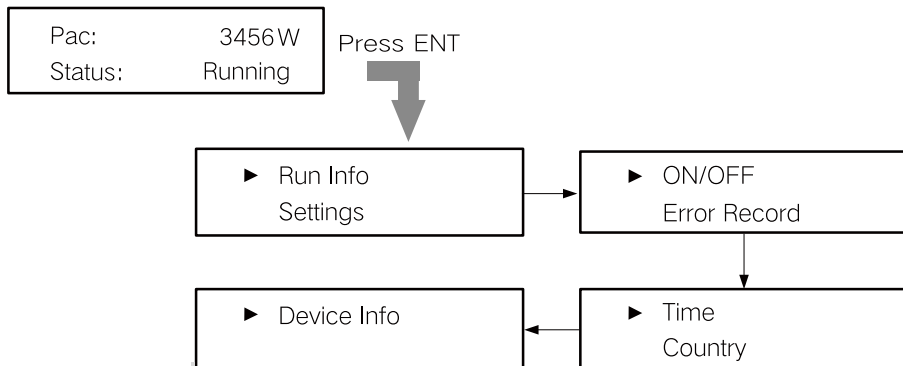 Pac: 3456W
Status: Running
Press ENT
► Run Info
Settings
► ON/OFF
Error Record
► Time
Country
► Device Info